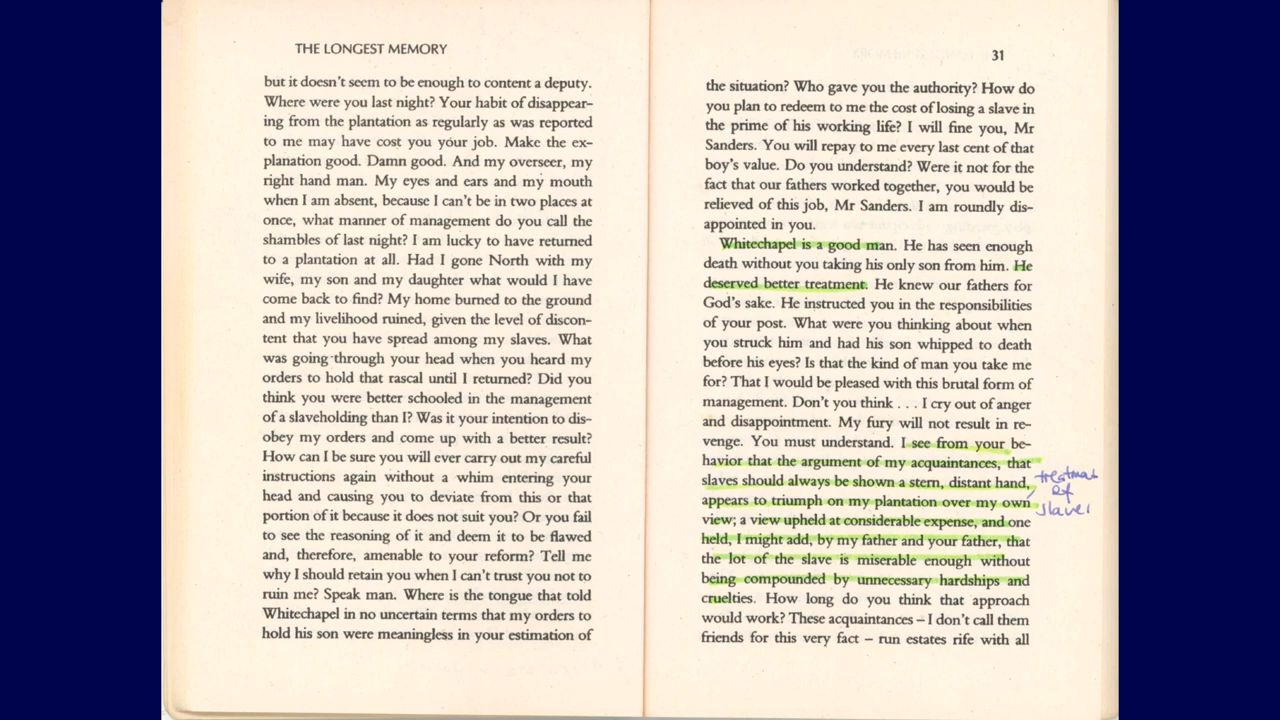 THE LONGEST MEMORY
but it doesn't seem to be enough to content a deputy.
Where were you last night? Your habit of disappear-
ing from the plantation as regularly as was reported
to me may have cost you your job. Make the ex-
planation good. Damn good. And my overseer, my
right hand man. My eyes and ears and my mouth
when I am absent, because I can't be in two places at
once, what manner of management do you call the
shambles of last night? I am lucky to have returned
to a plantation at all. Had I gone North with my
wife, my son and my daughter what would I have
come back to find? My home burned to the ground
and my livelihood ruined, given the level of discon-
tent that you have spread among my slaves. What
was going through your head when you heard my
orders to hold that rascal until I returned? Did you
think you were better schooled in the management
of a slaveholding than I? Was it your intention to dis-
obey my orders and come up with a better result?
How can I be sure you will ever carry out my careful
instructions again without a whim entering your
head and causing you to deviate from this or that
portion of it because it does not suit you? Or you fail
to see the reasoning of it and deem it to be flawed
and, therefore, amenable to your reform? Tell me
why I should retain you when I can't trust you not to
ruin me? Speak man. Where is the tongue that told
Whitechapel in no uncertain terms that my orders to
hold his son were meaningless in your estimation of
31
the situation? Who gave you the authority? How do
you plan to redeem to me the cost of losing a slave in
the prime of his working life? I will fine you, Mr
Sanders. You will repay to me every last cent of that
boy's value. Do you understand? Were it not for the
fact that our fathers worked together, you would be
relieved of this job, Mr Sanders. I am roundly dis-
appointed in you.
Whitechapel is a good man. He has seen enough
death without you taking his only son from him. He
deserved better treatment. He knew our fathers for
God's sake. He instructed you in the responsibilities
of your post. What were you thinking about when
you struck him and had his son whipped to death
before his eyes? Is that the kind of man you take me
for? That I would be pleased with this brutal form of
management. Don't you think . . . I cry out of anger
and disappointment. My fury will not result in re-
venge. You must understand. I see from your be-
havior that the argument of my acquaintances, that
slaves should always be shown a stern, distant hand,
appears to triumph on my plantation over my own
view; a view upheld at considerable expense, and one
held, I might add, by my father and your father, that
the lot of the slave is miserable enough without
being compounded by unnecessary hardships and
cruelties. How long do you think that approach
would work? These acquaintances – I don't call them
friends for this very fact – run estates rife with all
treatment
of
slaves